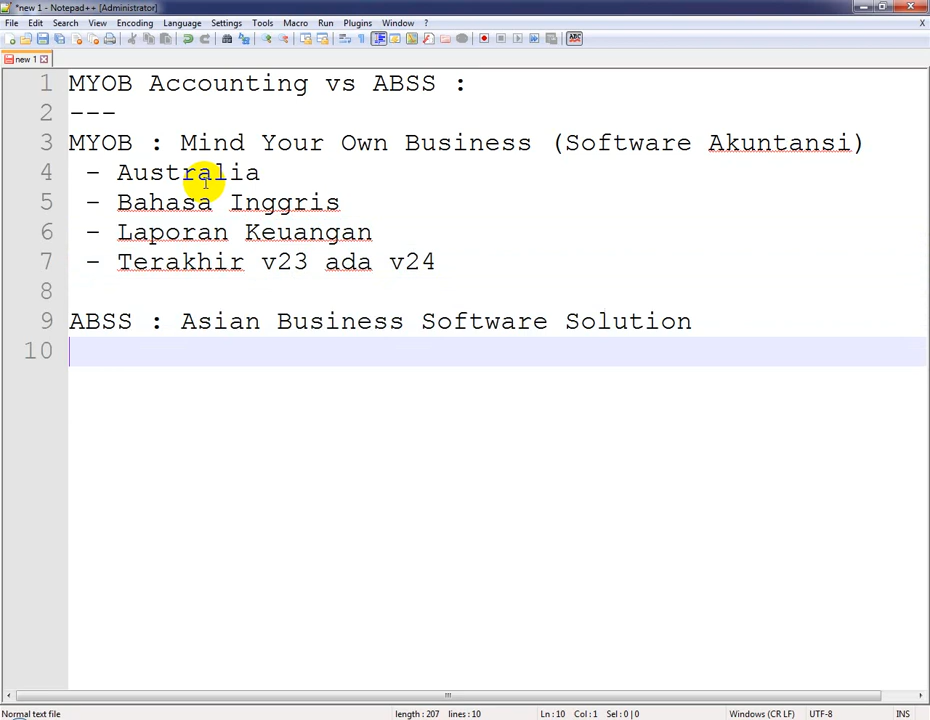 *new 1 - Notepad++ [Administrator]
File Edit Search View Encoding Language Settings Tools Macro Run Plugins Window ? X
ABC
new 1
1 MYOB Accounting vs ABSS :
2 ---
3 MYOB : Mind Your Own Business (Software Akuntansi)
4 - Australia
5 - Bahasa Inggris
6 - Laporan Keuangan
7 - Terakhir v23 ada v24
8
9 ABSS : Asian Business Software Solution
10
Normal text file length : 207 lines : 10 Ln : 10 Col : 1 Sel : 0 | 0 Windows (CR LF) UTF-8 INS